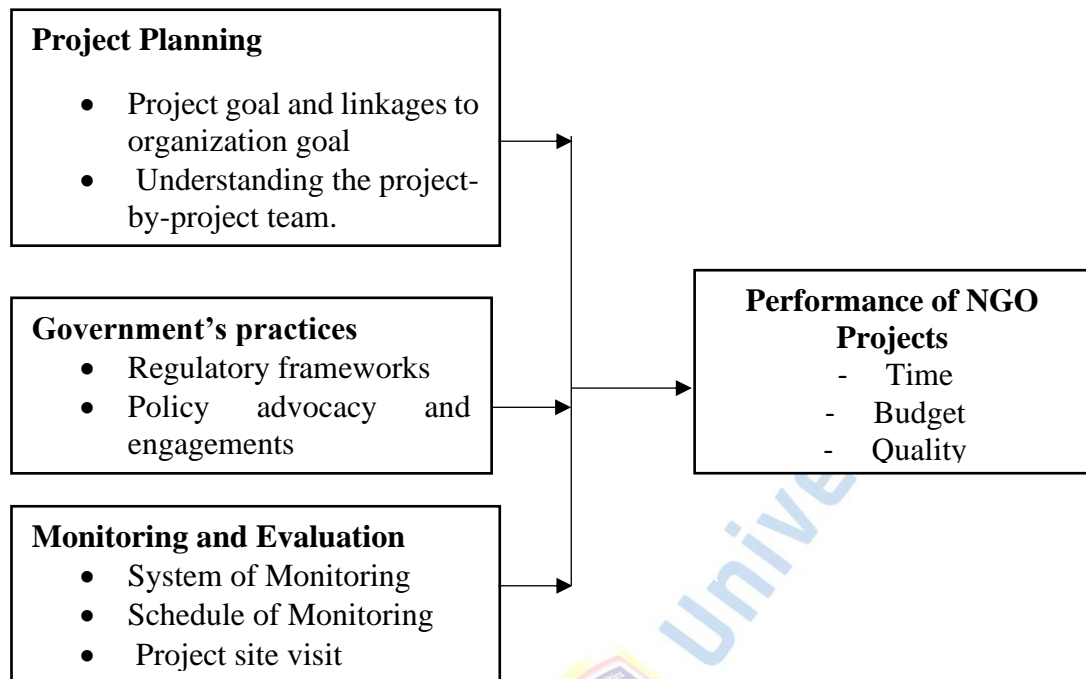 Project Planning
• Project goal and linkages to
organization goal
• Understanding the project-
by-project team.
Government’s practices
• Regulatory frameworks
• Policy advocacy and
engagements
Monitoring and Evaluation
• System of Monitoring
• Schedule of Monitoring
• Project site visit
Performance of NGO
Projects
- Time
- Budget
- Quality